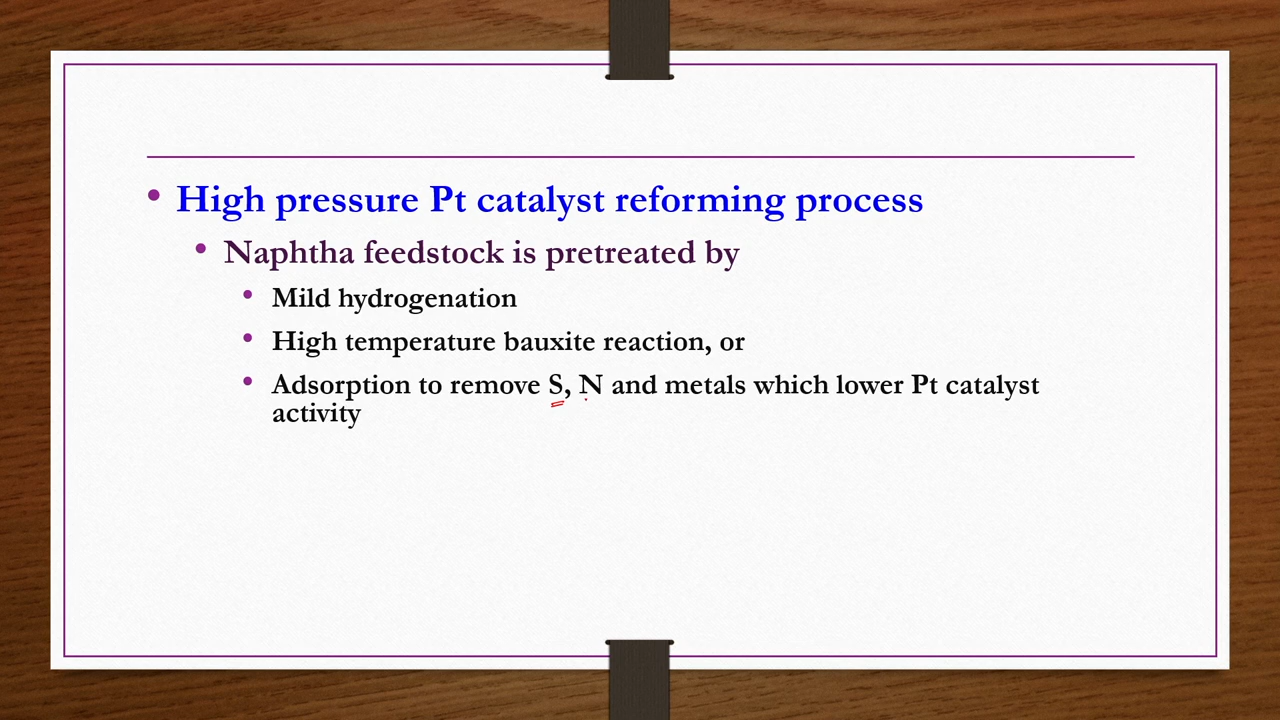 • High pressure Pt catalyst reforming process
• Naphtha feedstock is pretreated by
• Mild hydrogenation
• High temperature bauxite reaction, or
• Adsorption to remove S, N and metals which lower Pt catalyst
activity